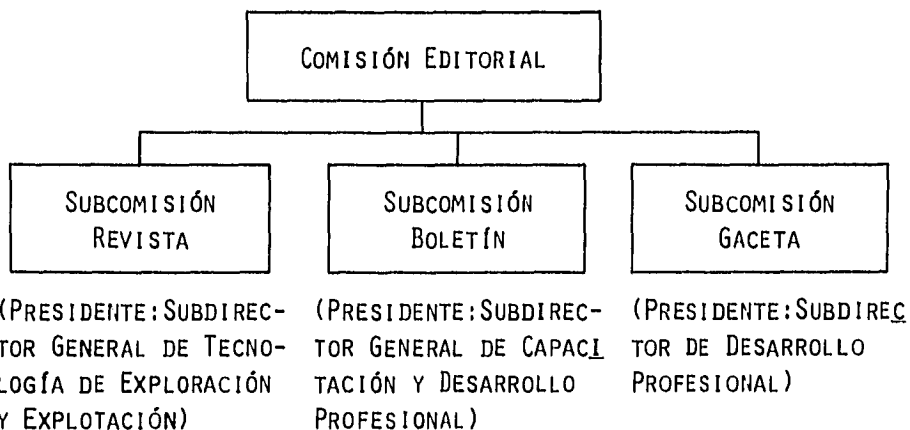 COMISIÓN EDITORIAL
SUBCOMISIÓN
REVISTA
SUBCOMISIÓN
BOLETÍN
SUBCOMISIÓN
GACETA
(PRESIDENTE:SUBDIREC-
TOR GENERAL DE TECNO-
LOGÍA DE EXPLORACIÓN
Y EXPLOTACIÓN)
(PRESIDENTE:SUBDIREC-
TOR GENERAL DE CAPACI
TACIÓN Y DESARROLLO
PROFESIONAL)
(PRESIDENTE:SUBDIREC
TOR DE DESARROLLO
PROFESIONAL)